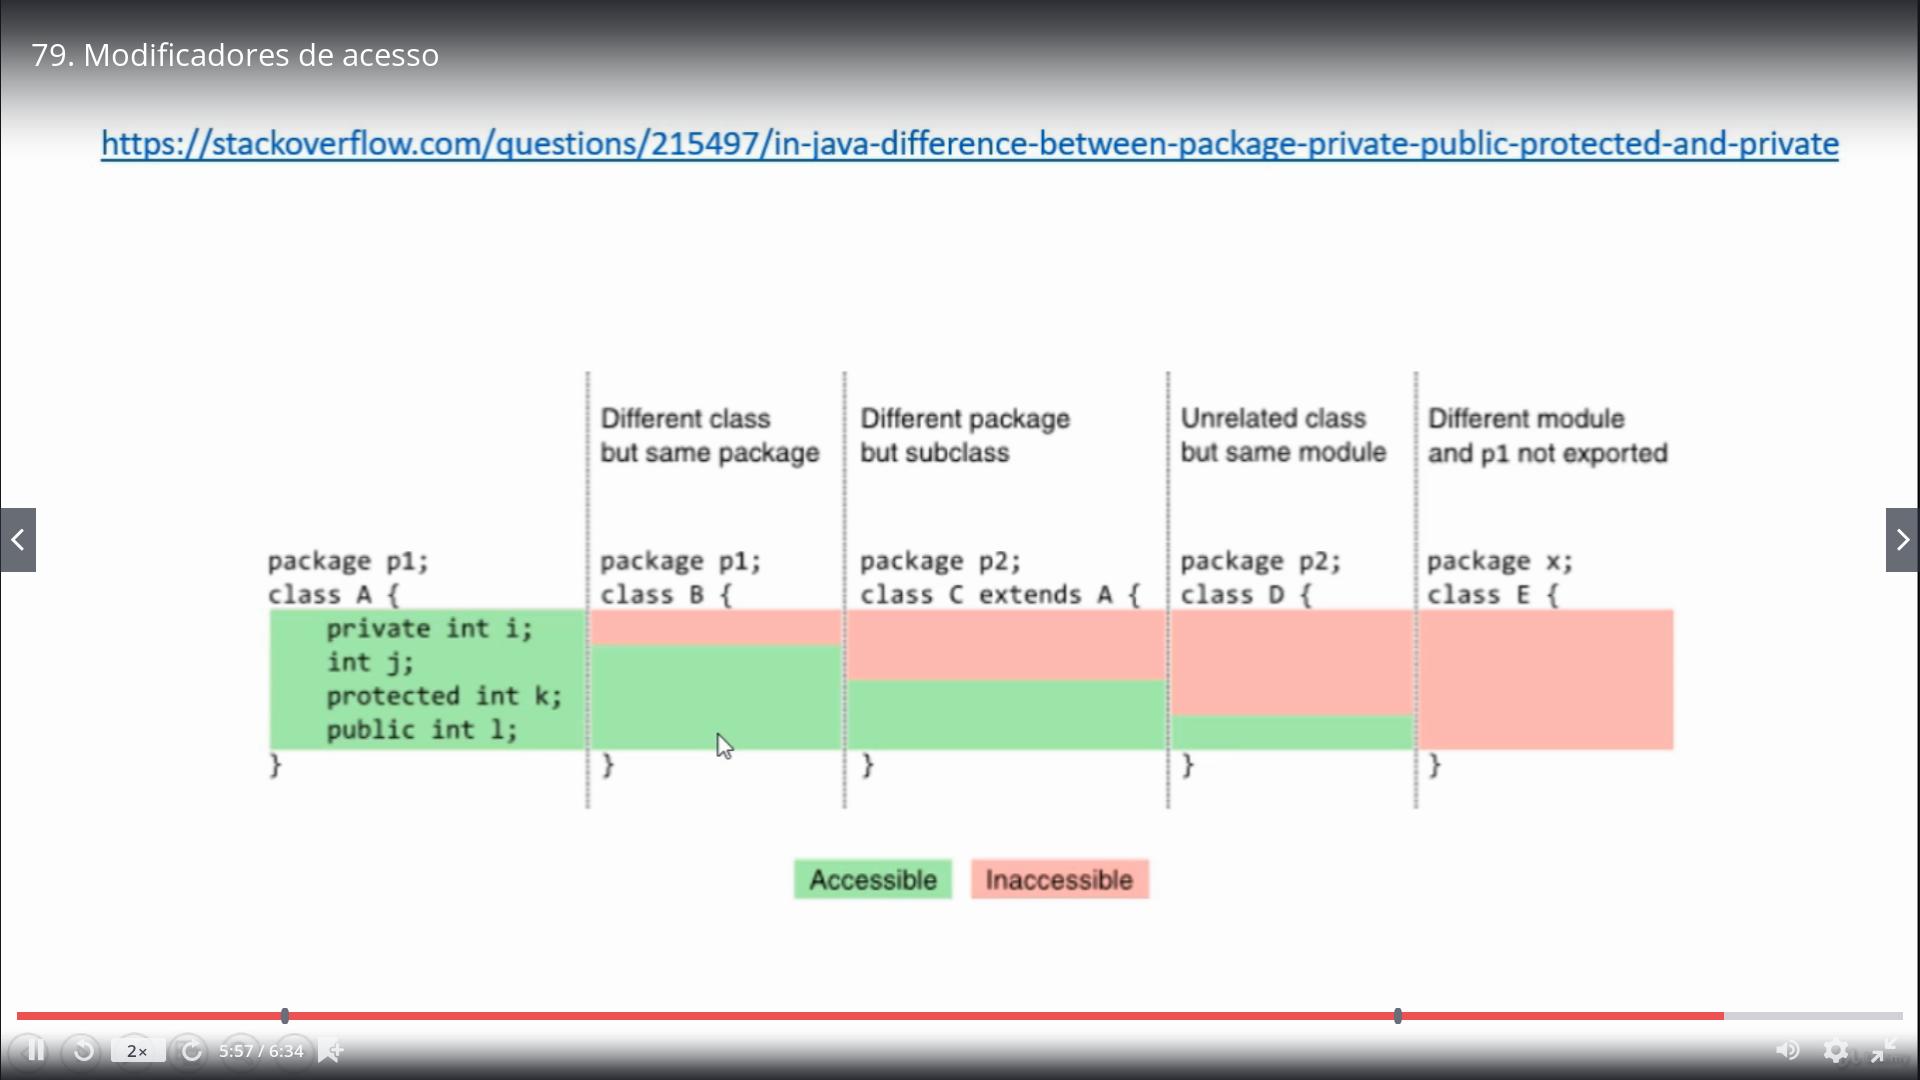 79. Modificadores de acesso
https://stackoverflow.com/questions/215497/in-java-difference-between-package-private-public-protected-and-private
Different class
but same package
Different package
but subclass
Unrelated class
but same module
Different module
and p1 not exported
package p1;
class A {
private int i;
int j;
protected int k;
public int l;
}
package p1;
class B {
}
package p2;
class C extends A {
}
package p2;
class D {
}
package x;
class E {
}
Accessible
Inaccessible
2×
5:57 / 6:34